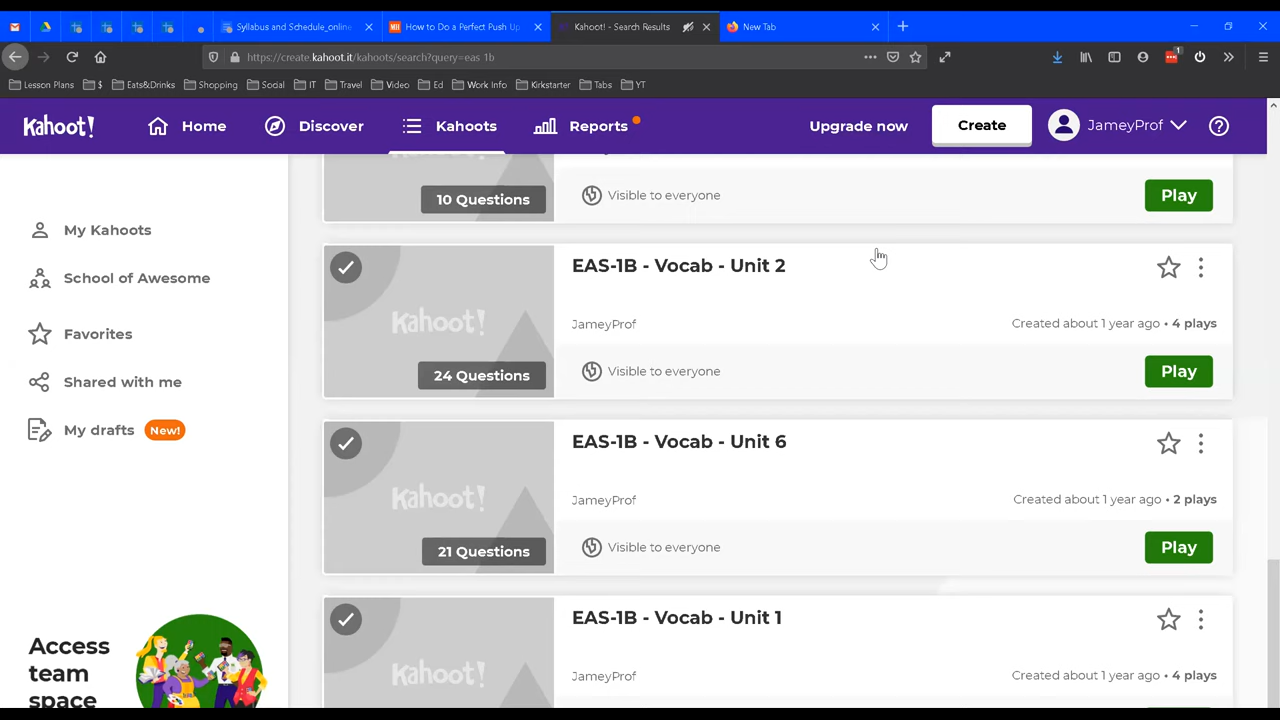 Syllabus and Schedule_online
How to Do a Perfect Push Up
Kahoot! - Search Results
New Tab
https://create.kahoot.it/kahoots/search?query=eas 1b
1
Lesson Plans
$
Eats&Drinks
Shopping
Social
IT
Travel
Video
Ed
Work Info
Kirkstarter
Tabs
YT
Kahoot!
Home
Discover
Kahoots
Reports
Upgrade now
Create
JameyProf
?
My Kahoots
School of Awesome
Favorites
Shared with me
My drafts New!
Access
team
space
10 Questions
Visible to everyone
Play
EAS-1B - Vocab - Unit 2
Kahoot!
JameyProf
Created about 1 year ago • 4 plays
24 Questions
Visible to everyone
Play
EAS-1B - Vocab - Unit 6
Kahoot!
JameyProf
Created about 1 year ago • 2 plays
21 Questions
Visible to everyone
Play
EAS-1B - Vocab - Unit 1
Kahoot!
JameyProf
Created about 1 year ago • 4 plays